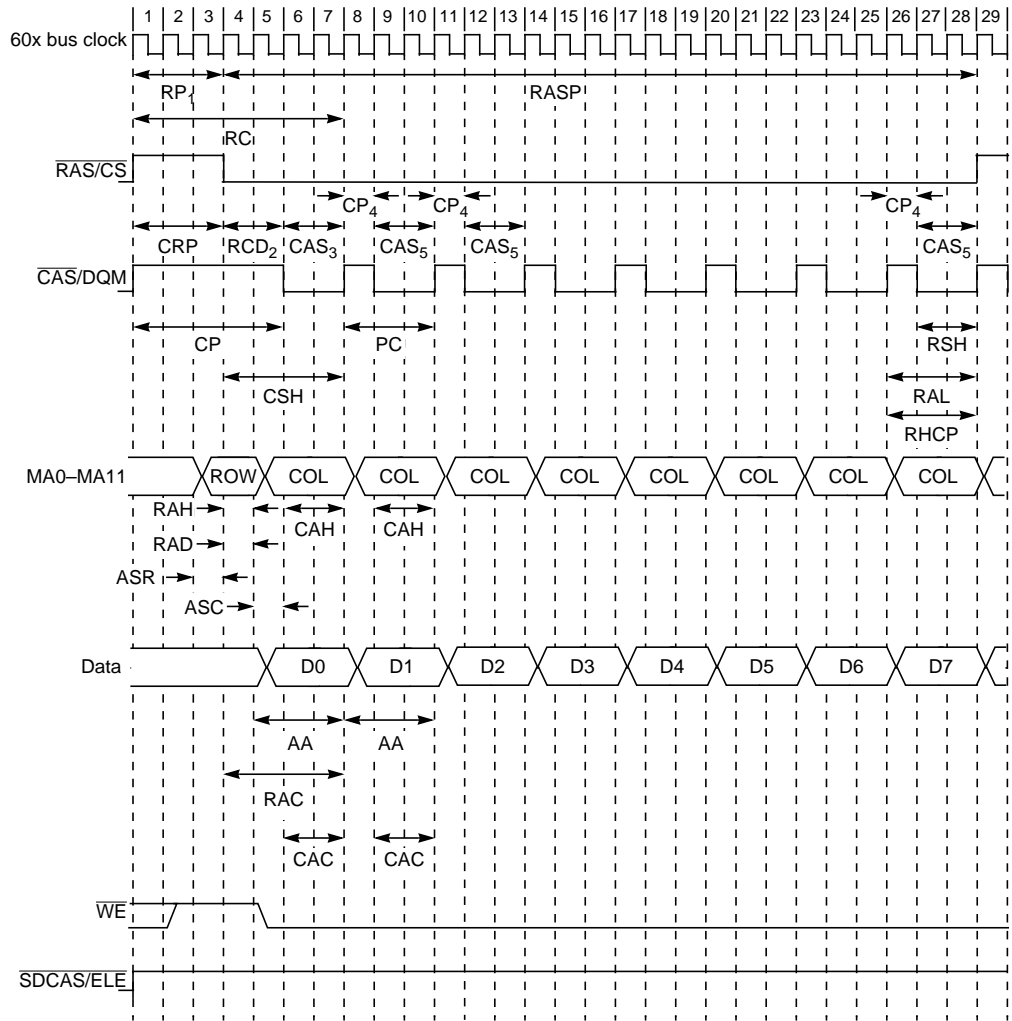 1 2 3 4 5 6 7 8 9 10 11 12 13 14 15 16 17 18 19 20 21 22 23 24 25 26 27 28 29
60x bus clock
RP1 RASP
RC
RAS/CS
CP4 CP4 CP4
CRP RCD2 CAS3 CAS5 CAS5 CAS5
CAS/DQM
CP PC RSH
CSH RAL
RHCP
MA0–MA11 ROW COL COL COL COL COL COL COL COL
RAH CAH CAH
RAD
ASR
ASC
Data D0 D1 D2 D3 D4 D5 D6 D7
AA AA
RAC
CAC CAC
WE
SDCAS/ELE